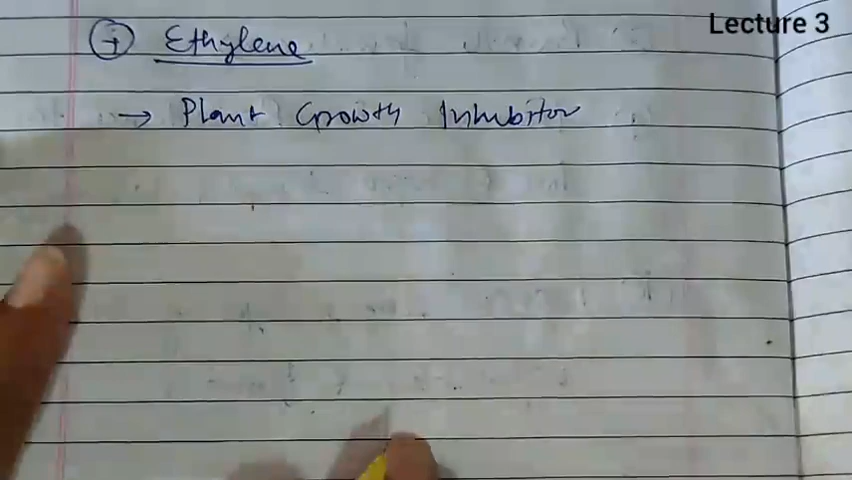 Lecture 3
+ Ethylene
→ Plant Growth Inhibitor